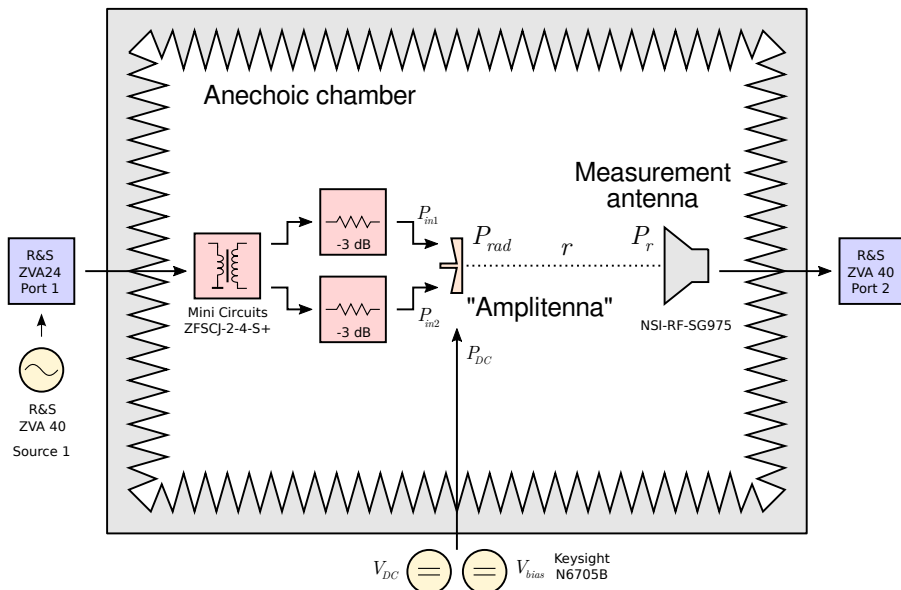 Anechoic chamber
Measurement
antenna
P_in1
-3 dB
P_rad
r
P_r
R&S
ZVA24
Port 1
R&S
ZVA 40
Port 2
Mini Circuits
ZFSCJ-2-4-S+
-3 dB
P_in2
"Amplitenna"
NSI-RF-SG975
P_DC
R&S
ZVA 40
Source 1
V_DC
V_bias
Keysight
N6705B